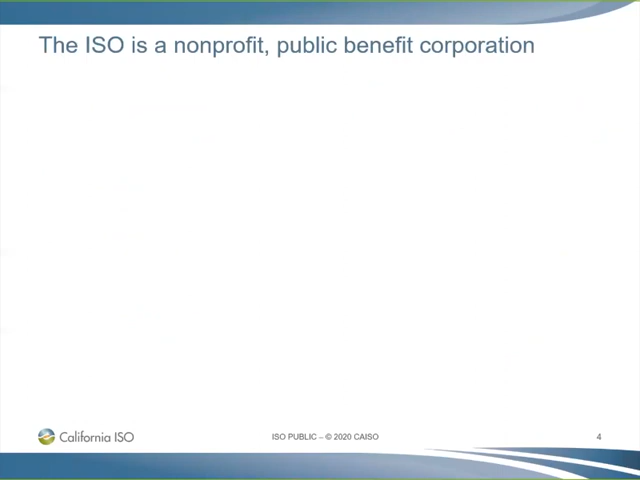 The ISO is a nonprofit, public benefit corporation
California ISO
ISO PUBLIC – © 2020 CAISO
4